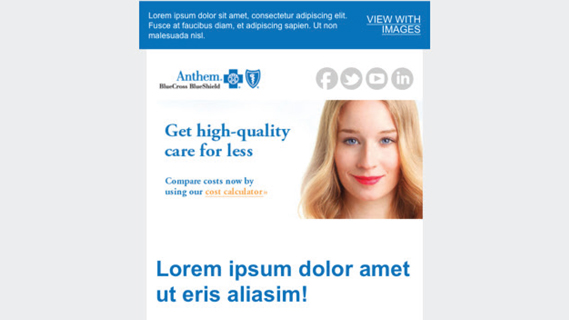 Lorem ipsum dolor sit amet, consectetur adipiscing elit.
Fusce at faucibus diam, et adipiscing sapien. Ut non
malesuada nisl.
VIEW WITH
IMAGES
Anthem.
BlueCross BlueShield
Get high-quality
care for less
Compare costs now by
using our cost calculator»
Lorem ipsum dolor amet
ut eris aliasim!